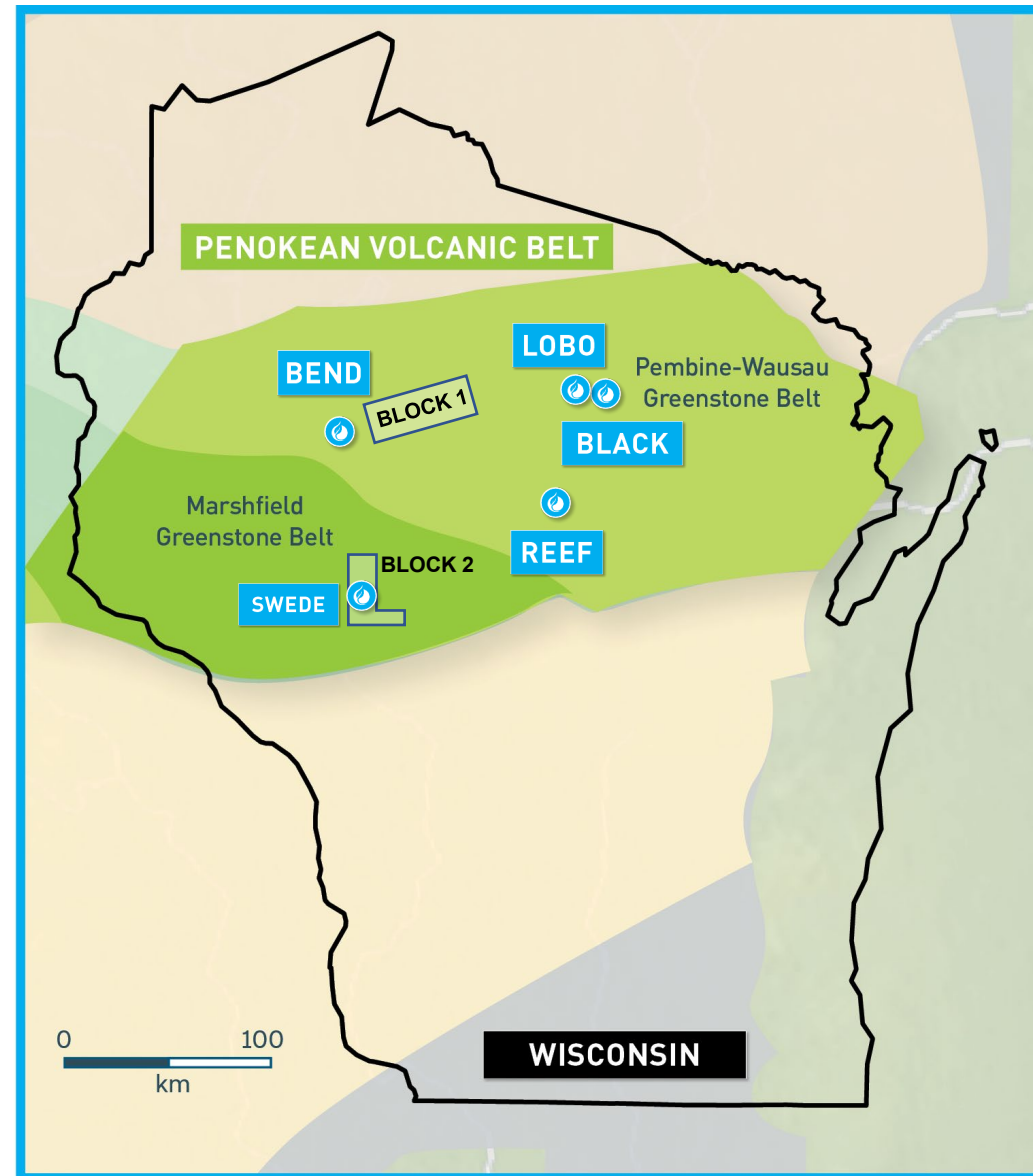 PENOKEAN VOLCANIC BELT
LOBO
BEND
Pembine-Wausau
Greenstone Belt
BLOCK 1
BLACK
Marshfield
Greenstone Belt
REEF
BLOCK 2
SWEDE
0 100
km
WISCONSIN